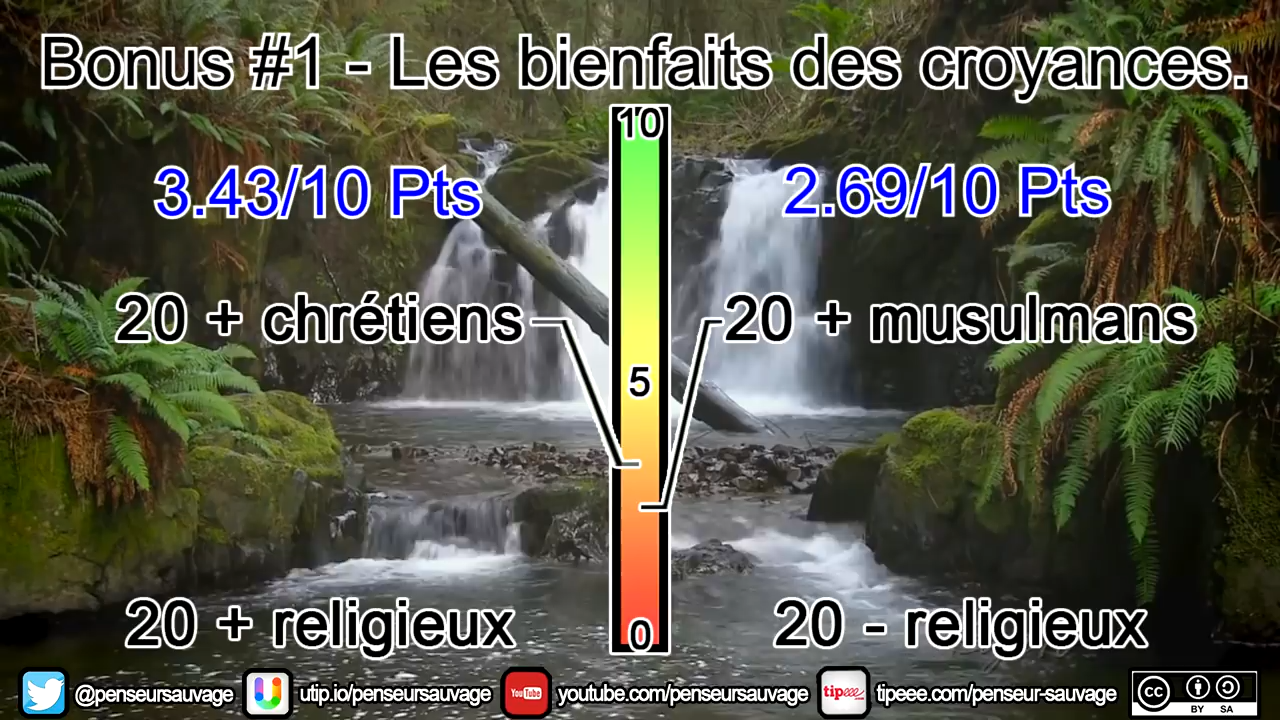 Bonus #1 - Les bienfaits des croyances.
10
3.43/10 Pts
2.69/10 Pts
20 + chrétiens
20 + musulmans
5
20 + religieux
20 - religieux
0
@penseursauvage
utip.io/penseursauvage
YouTube
youtube.com/penseursauvage
tipeee
tipeee.com/penseur-sauvage
cc
BY SA